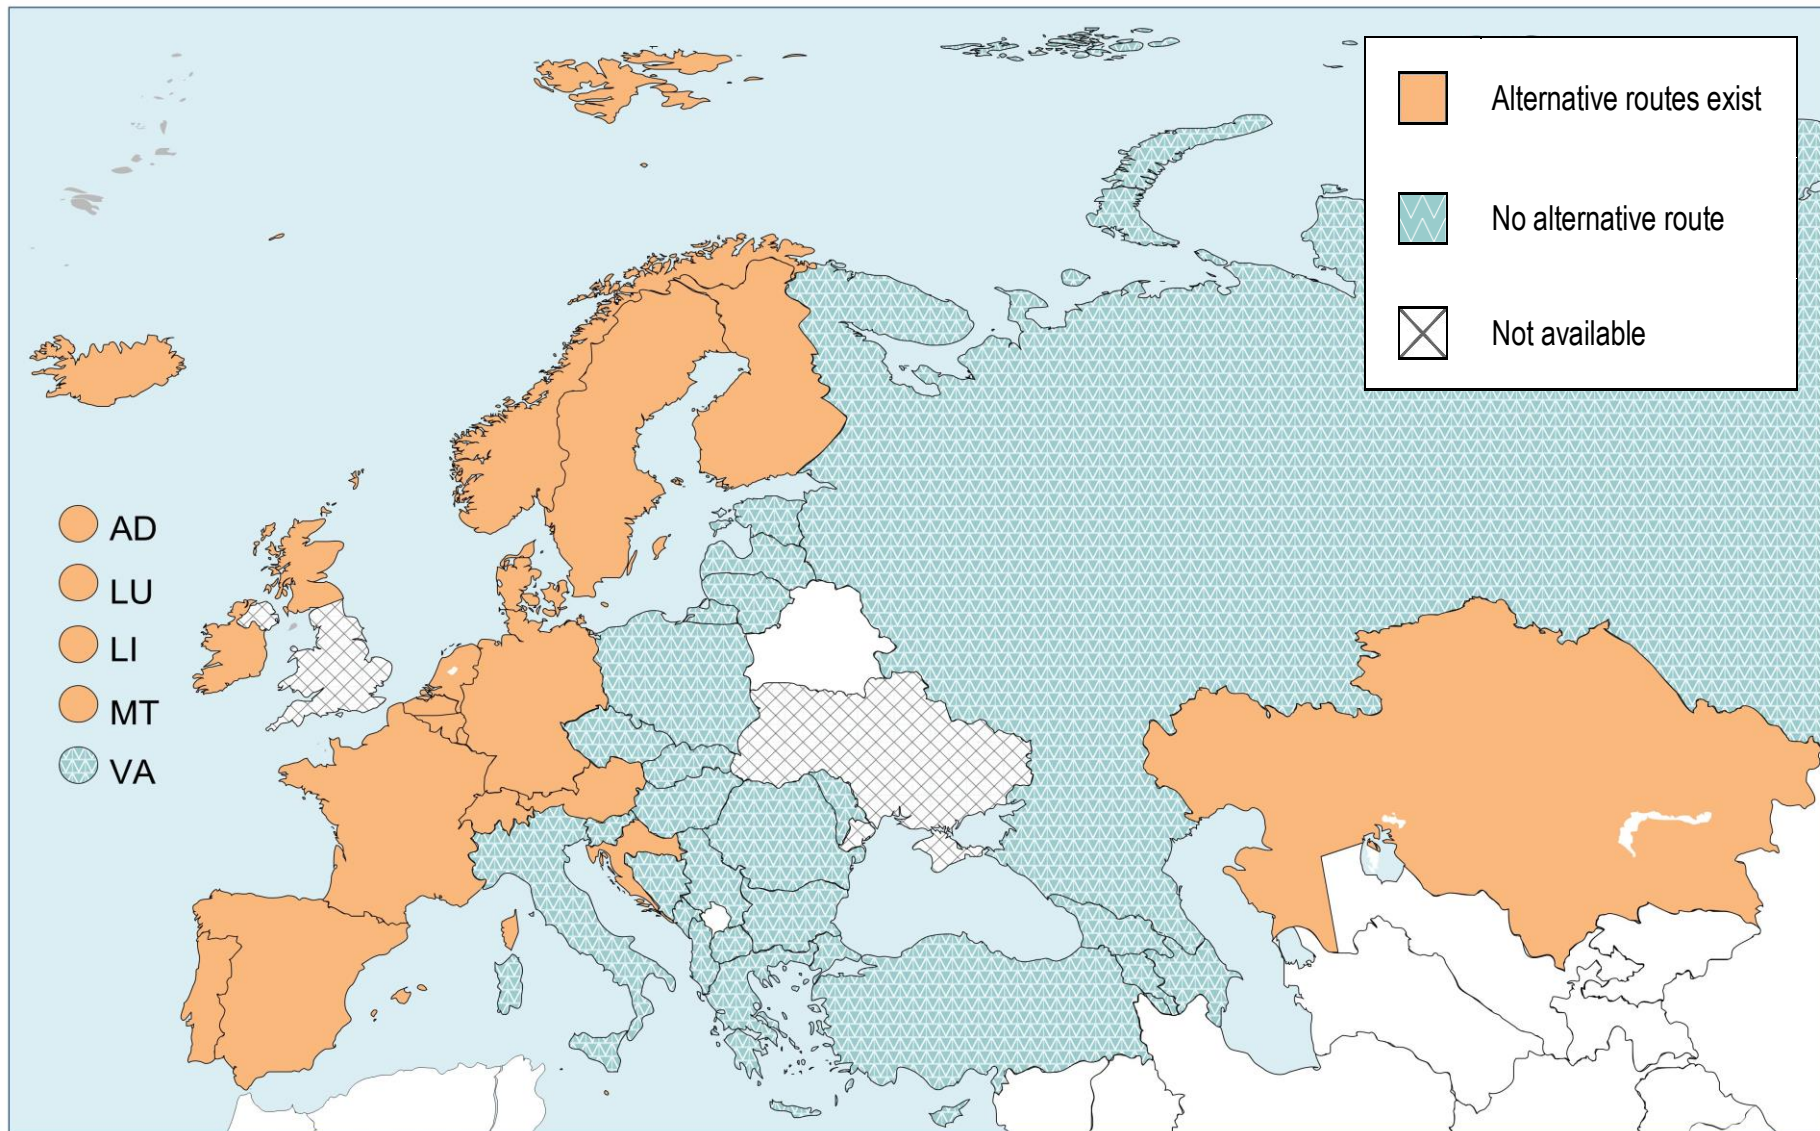 Alternative routes exist
No alternative route
Not available
AD
LU
LI
MT
VA